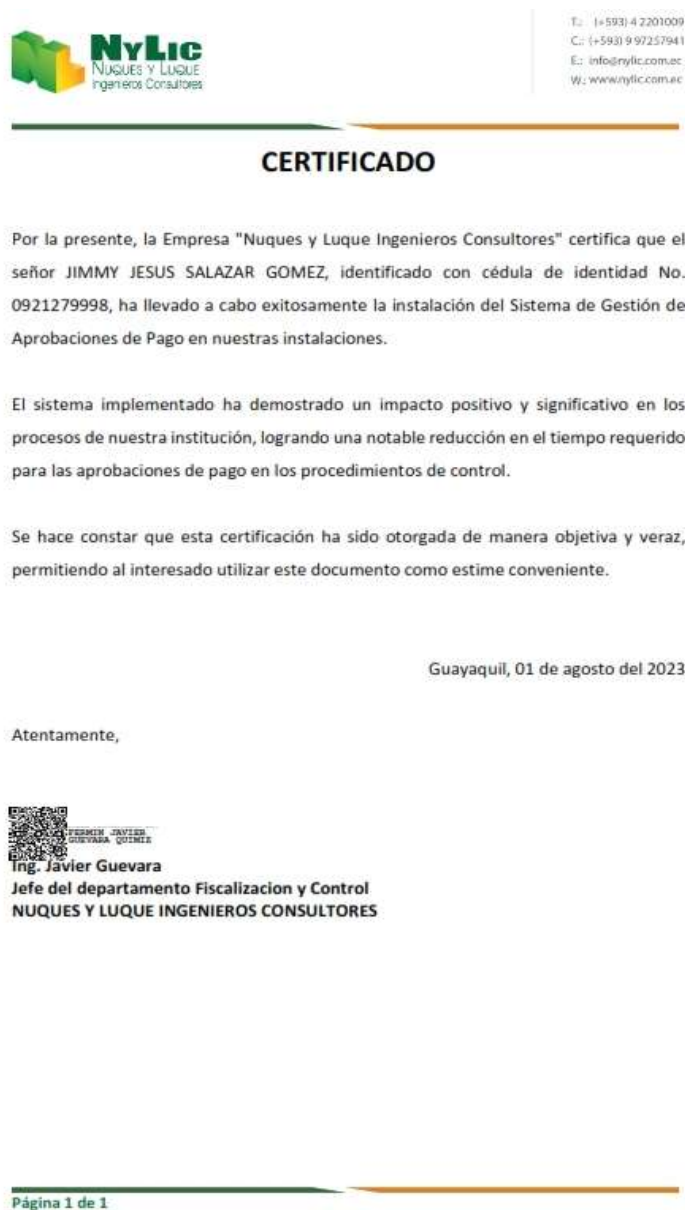 NYLIC
NUQUES Y LUQUE
Ingenieros Consultores
T.: (+593) 4 2201009
C.: (+593) 9 97257941
E.: info@nylic.com.ec
W.: www.nylic.com.ec
CERTIFICADO
Por la presente, la Empresa "Nuques y Luque Ingenieros Consultores" certifica que el
señor JIMMY JESUS SALAZAR GOMEZ, identificado con cédula de identidad No.
0921279998, ha llevado a cabo exitosamente la instalación del Sistema de Gestión de
Aprobaciones de Pago en nuestras instalaciones.
El sistema implementado ha demostrado un impacto positivo y significativo en los
procesos de nuestra institución, logrando una notable reducción en el tiempo requerido
para las aprobaciones de pago en los procedimientos de control.
Se hace constar que esta certificación ha sido otorgada de manera objetiva y veraz,
permitiendo al interesado utilizar este documento como estime conveniente.
Guayaquil, 01 de agosto del 2023
Atentamente,
FERMIN JAVIER
GUEVARA QUIMIZ
Ing. Javier Guevara
Jefe del departamento Fiscalizacion y Control
NUQUES Y LUQUE INGENIEROS CONSULTORES
Página 1 de 1